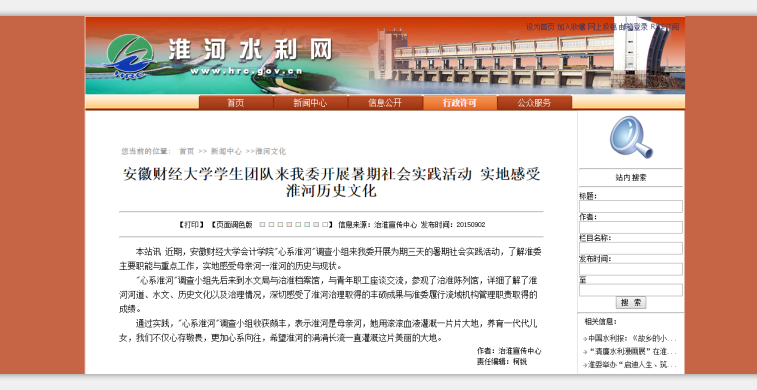 设为首页 加入收藏 网上投稿 邮箱登录 RSS订阅
淮河水利网
www.hrc.gov.cn
首页 新闻中心 信息公开 行政许可 公众服务
您当前的位置: 首页 >> 新闻中心 >>淮河文化
安徽财经大学学生团队来我委开展暑期社会实践活动 实地感受
淮河历史文化
【打印】【页面调色版 】 信息来源: 治淮宣传中心 发布时间: 20150902
本站讯 近期,安徽财经大学会计学院"心系淮河"调查小组来我委开展为期三天的暑期社会实践活动,了解淮委
主要职能与重点工作,实地感受母亲河一淮河的历史与现状。
"心系淮河"调查小组先后来到水文局与治淮档案馆,与青年职工座谈交流,参观了治淮陈列馆,详细了解了淮
河河道、水文、历史文化以及治理情况,深切感受了淮河治理取得的丰硕成果与淮委履行流域机构管理职责取得的
成绩。
通过实践,"心系淮河"调查小组收获颇丰,表示淮河是母亲河,她用滚滚血液灌溉一片片大地,养育一代代儿
女,我们不仅心存敬畏,更加心系向往,希望淮河的涓涓长流一直灌溉这片美丽的大地。
作者: 治淮宣传中心
责任编辑: 柯锐
站内搜索
标题:
作者:
栏目名称:
发布时间:
至
搜 索
相关信息:
中国水利报:《故乡的小...
"清廉水利漫画展"在淮...
淮委举办"启迪人生、筑...